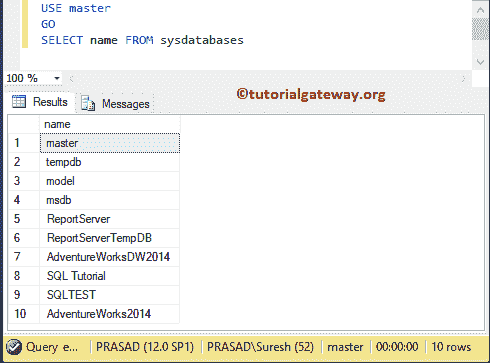 USE master
GO
SELECT name FROM sysdatabases
100 %
©tutorialgateway.org
Results Messages
name
1 master
2 tempdb
3 model
4 msdb
5 ReportServer
6 ReportServerTempDB
7 AdventureWorksDW2014
8 SQL Tutorial
9 SQLTEST
10 AdventureWorks2014
Query e... PRASAD (12.0 SP1) PRASAD\Suresh (52) master 00:00:00 10 rows